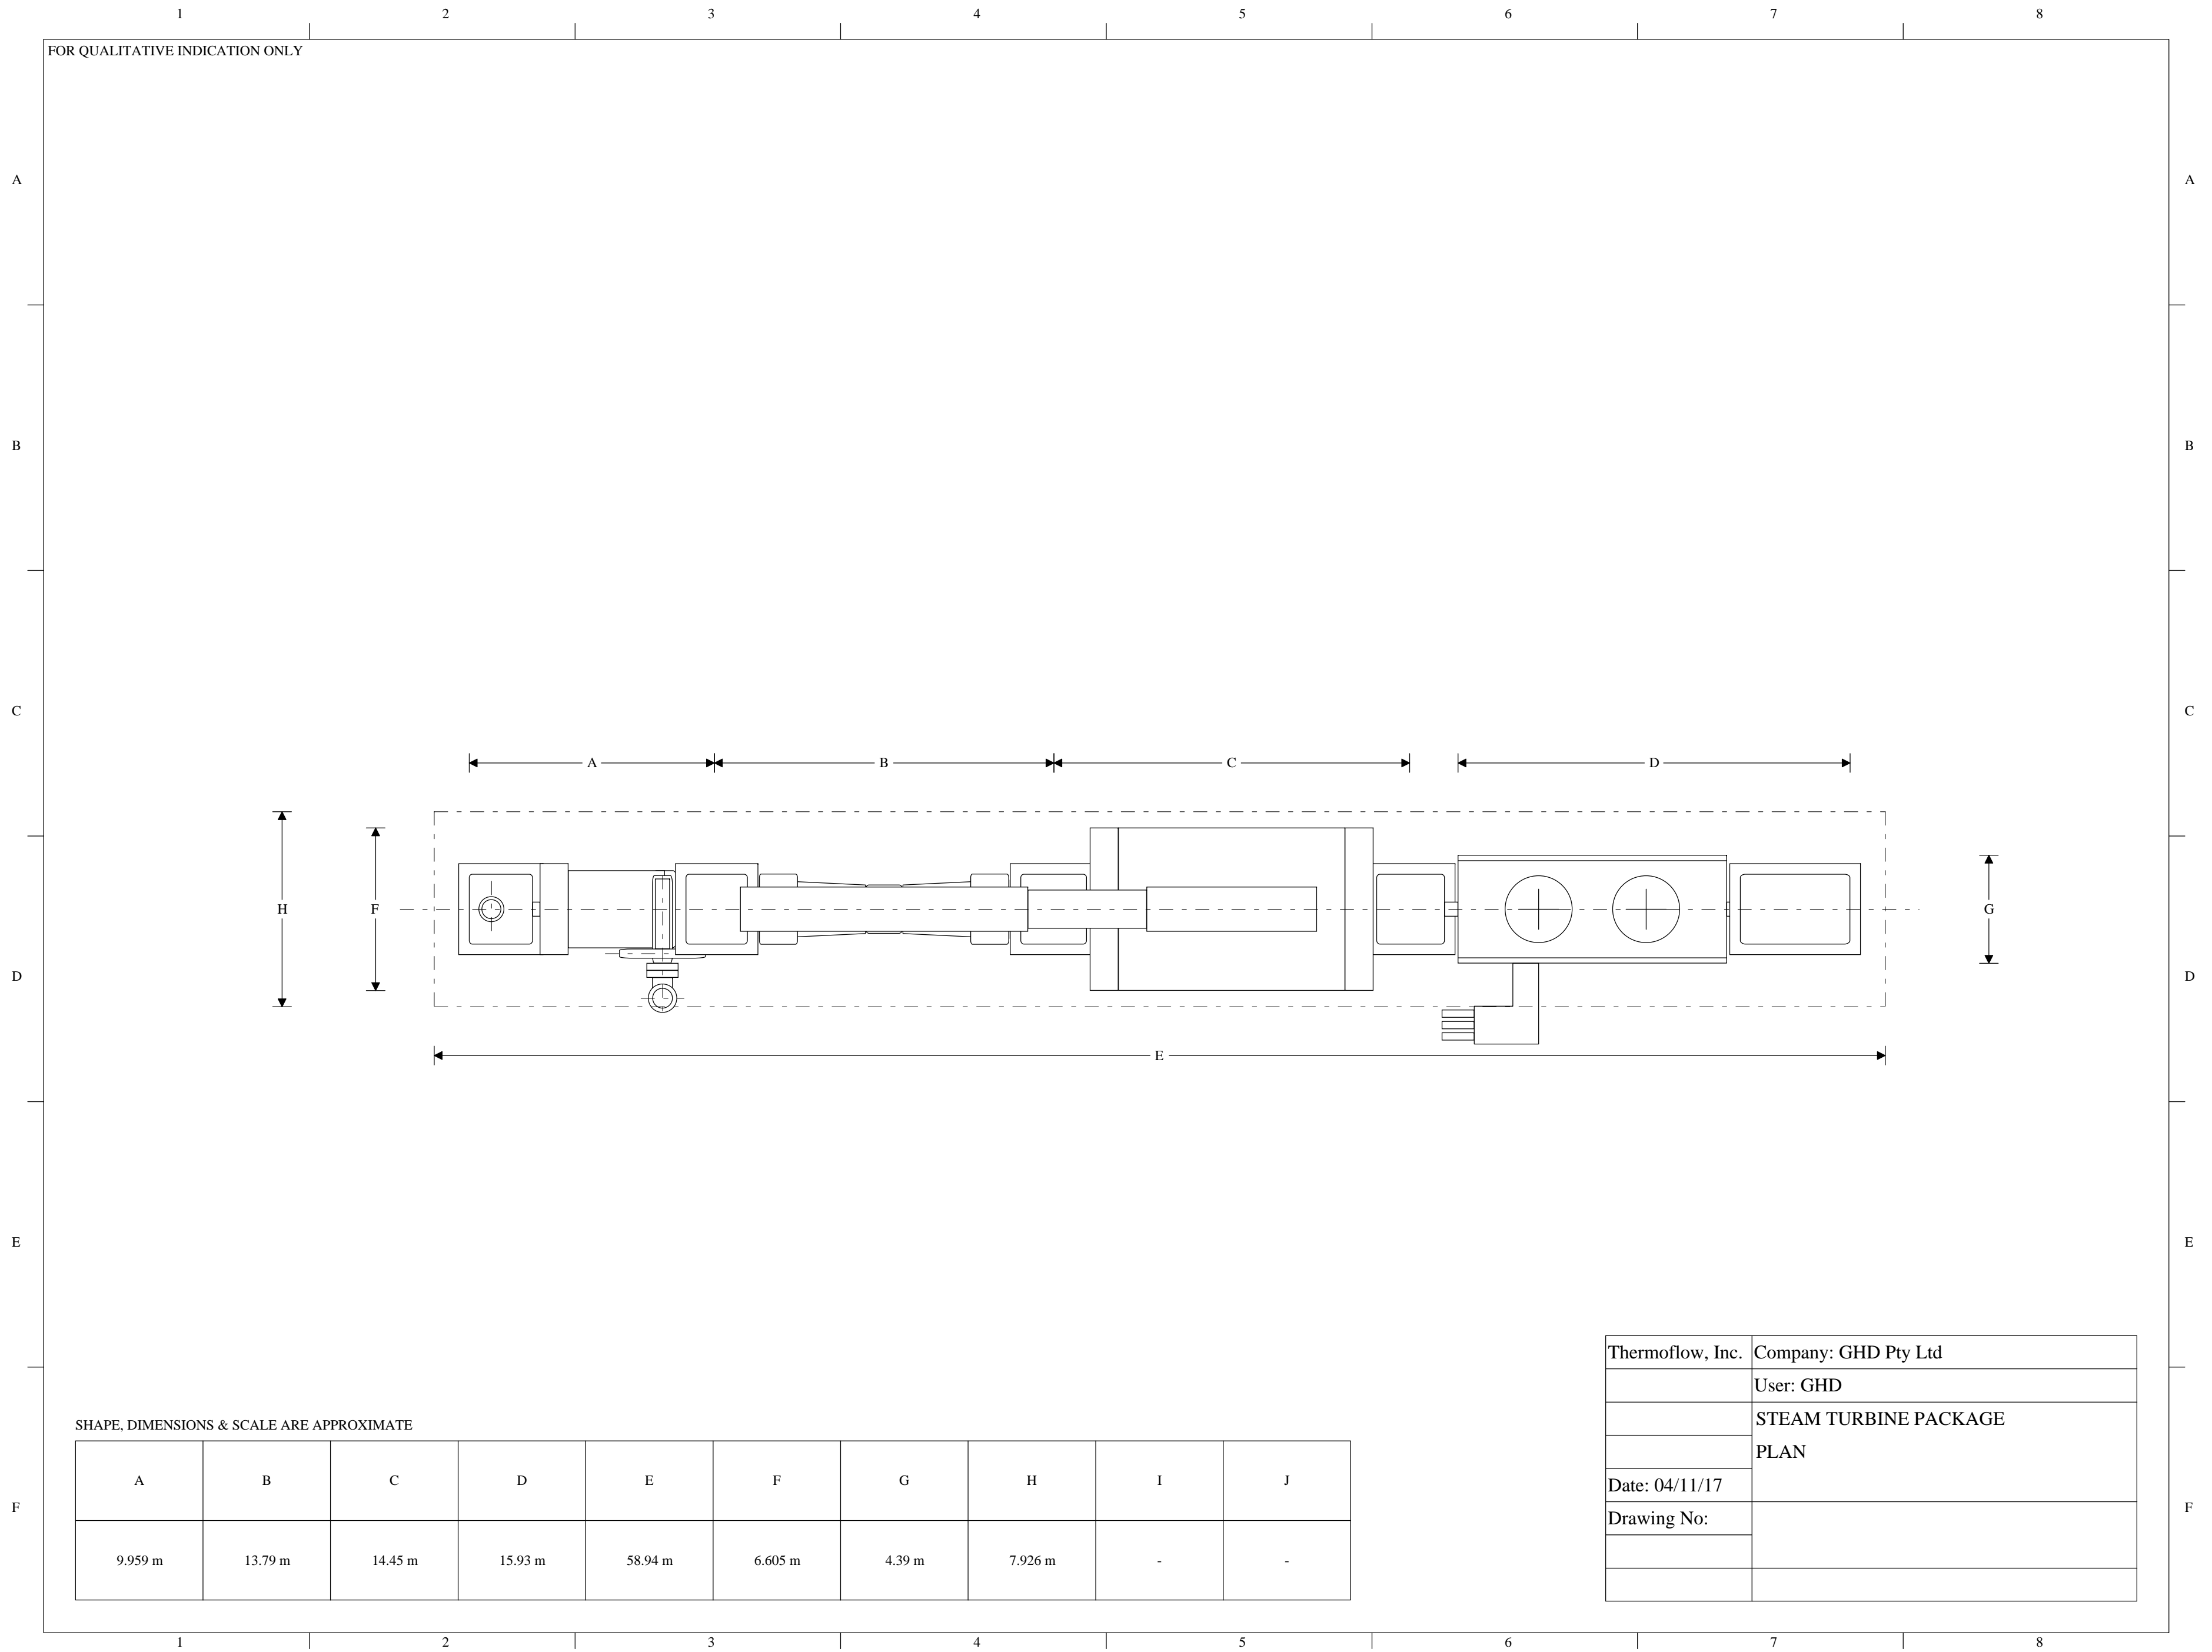 1 2 3 4 5 6 7 8
FOR QUALITATIVE INDICATION ONLY
A A
B B
C C
A B C D
H F G
D D
E
E E
Thermoflow, Inc. Company: GHD Pty Ltd
User: GHD
STEAM TURBINE PACKAGE
PLAN
Date: 04/11/17
Drawing No:
SHAPE, DIMENSIONS & SCALE ARE APPROXIMATE
A B C D E F G H I J
9.959 m 13.79 m 14.45 m 15.93 m 58.94 m 6.605 m 4.39 m 7.926 m - -
F F
1 2 3 4 5 6 7 8